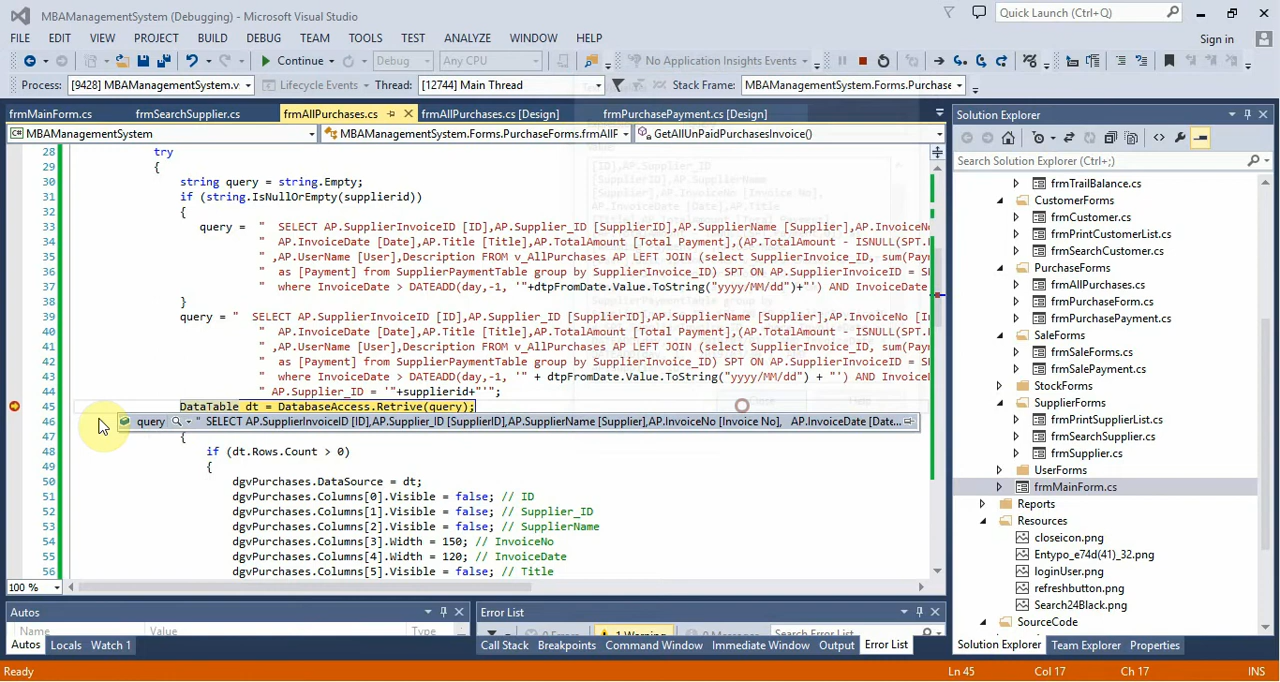 MBAManagementSystem (Debugging) - Microsoft Visual Studio
Quick Launch (Ctrl+Q)
FILE EDIT VIEW PROJECT BUILD DEBUG TEAM TOOLS TEST ANALYZE WINDOW HELP
Sign in
Continue Debug Any CPU No Application Insights Events
Process: [9428] MBAManagementSystem.v Lifecycle Events Thread: [12744] Main Thread Stack Frame: MBAManagementSystem.Forms.Purchase
frmMainForm.cs frmSearchSupplier.cs frmAllPurchases.cs frmAllPurchases.cs [Design] frmPurchasePayment.cs [Design]
MBAManagementSystem MBAManagementSystem.Forms.PurchaseForms.frmAllF GetAllUnPaidPurchasesInvoice()
28 try
29 {
30 string query = string.Empty;
31 if (string.IsNullOrEmpty(supplierid))
32 {
33 query = " SELECT AP.SupplierInvoiceID [ID],AP.Supplier_ID [SupplierID],AP.SupplierName [Supplier],AP.InvoiceNo
34 " AP.InvoiceDate [Date],AP.Title [Title],AP.TotalAmount [Total Payment],(AP.TotalAmount - ISNULL(SPT.
35 " ,AP.UserName [User],Description FROM v_AllPurchases AP LEFT JOIN (select SupplierInvoice_ID, sum(Pay
36 " as [Payment] from SupplierPaymentTable group by SupplierInvoice_ID) SPT ON AP.SupplierInvoiceID = S
37 " where InvoiceDate > DATEADD(day,-1, '"+dtpFromDate.Value.ToString("yyyy/MM/dd")+"') AND InvoiceDate
38 }
39 query = " SELECT AP.SupplierInvoiceID [ID],AP.Supplier_ID [SupplierID],AP.SupplierName [Supplier],AP.InvoiceNo [In
40 " AP.InvoiceDate [Date],AP.Title [Title],AP.TotalAmount [Total Payment],(AP.TotalAmount - ISNULL(SPT.
41 " ,AP.UserName [User],Description FROM v_AllPurchases AP LEFT JOIN (select SupplierInvoice_ID, sum(Pay
42 " as [Payment] from SupplierPaymentTable group by SupplierInvoice_ID) SPT ON AP.SupplierInvoiceID = S
43 " where InvoiceDate > DATEADD(day,-1, '" + dtpFromDate.Value.ToString("yyyy/MM/dd") + "') AND Invoice
44 " AP.Supplier_ID = '"+supplierid+"'";
45 DataTable dt = DatabaseAccess.Retrive(query);
46 query " SELECT AP.SupplierInvoiceID [ID],AP.Supplier_ID [SupplierID],AP.SupplierName [Supplier],AP.InvoiceNo [Invoice No], AP.InvoiceDate [Date...
47 {
48 if (dt.Rows.Count > 0)
49 {
50 dgvPurchases.DataSource = dt;
51 dgvPurchases.Columns[0].Visible = false; // ID
52 dgvPurchases.Columns[1].Visible = false; // Supplier_ID
53 dgvPurchases.Columns[2].Visible = false; // SupplierName
54 dgvPurchases.Columns[3].Width = 150; // InvoiceNo
55 dgvPurchases.Columns[4].Width = 120; // InvoiceDate
56 dgvPurchases.Columns[5].Visible = false; // Title
100 %
Autos
Name Value Type
Autos Locals Watch 1
Error List
1 Warning Search Error List
Call Stack Breakpoints Command Window Immediate Window Output Error List
Solution Explorer
Search Solution Explorer (Ctrl+;)
frmTrailBalance.cs
CustomerForms
frmCustomer.cs
frmPrintCustomerList.cs
frmSearchCustomer.cs
PurchaseForms
frmAllPurchases.cs
frmPurchaseForm.cs
frmPurchasePayment.cs
SaleForms
frmSaleForms.cs
frmSalePayment.cs
StockForms
SupplierForms
frmPrintSupplierList.cs
frmSearchSupplier.cs
frmSupplier.cs
UserForms
frmMainForm.cs
Reports
Resources
closeicon.png
Entypo_e74d(41)_32.png
loginUser.png
refreshbutton.png
Search24Black.png
SourceCode
Solution Explorer Team Explorer Properties
Ready Ln 45 Col 17 Ch 17 INS